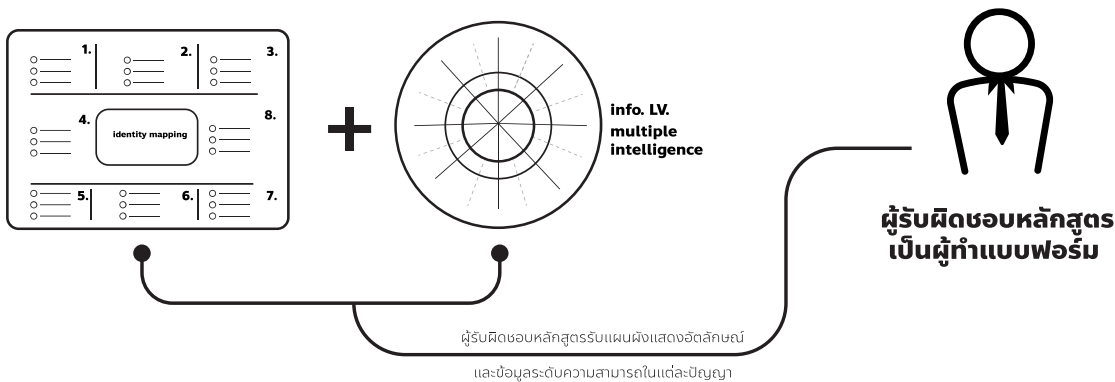 1.
2.
3.
4.
identity mapping
8.
5.
6.
7.
info. LV.
multiple
intelligence
ผู้รับผิดชอบหลักสูตร
เป็นผู้ทำแบบฟอร์ม
ผู้รับผิดชอบหลักสูตรรับแผนผังแสดงอัตลักษณ์
และข้อมูลระดับความสามารถในแต่ละปัญญา